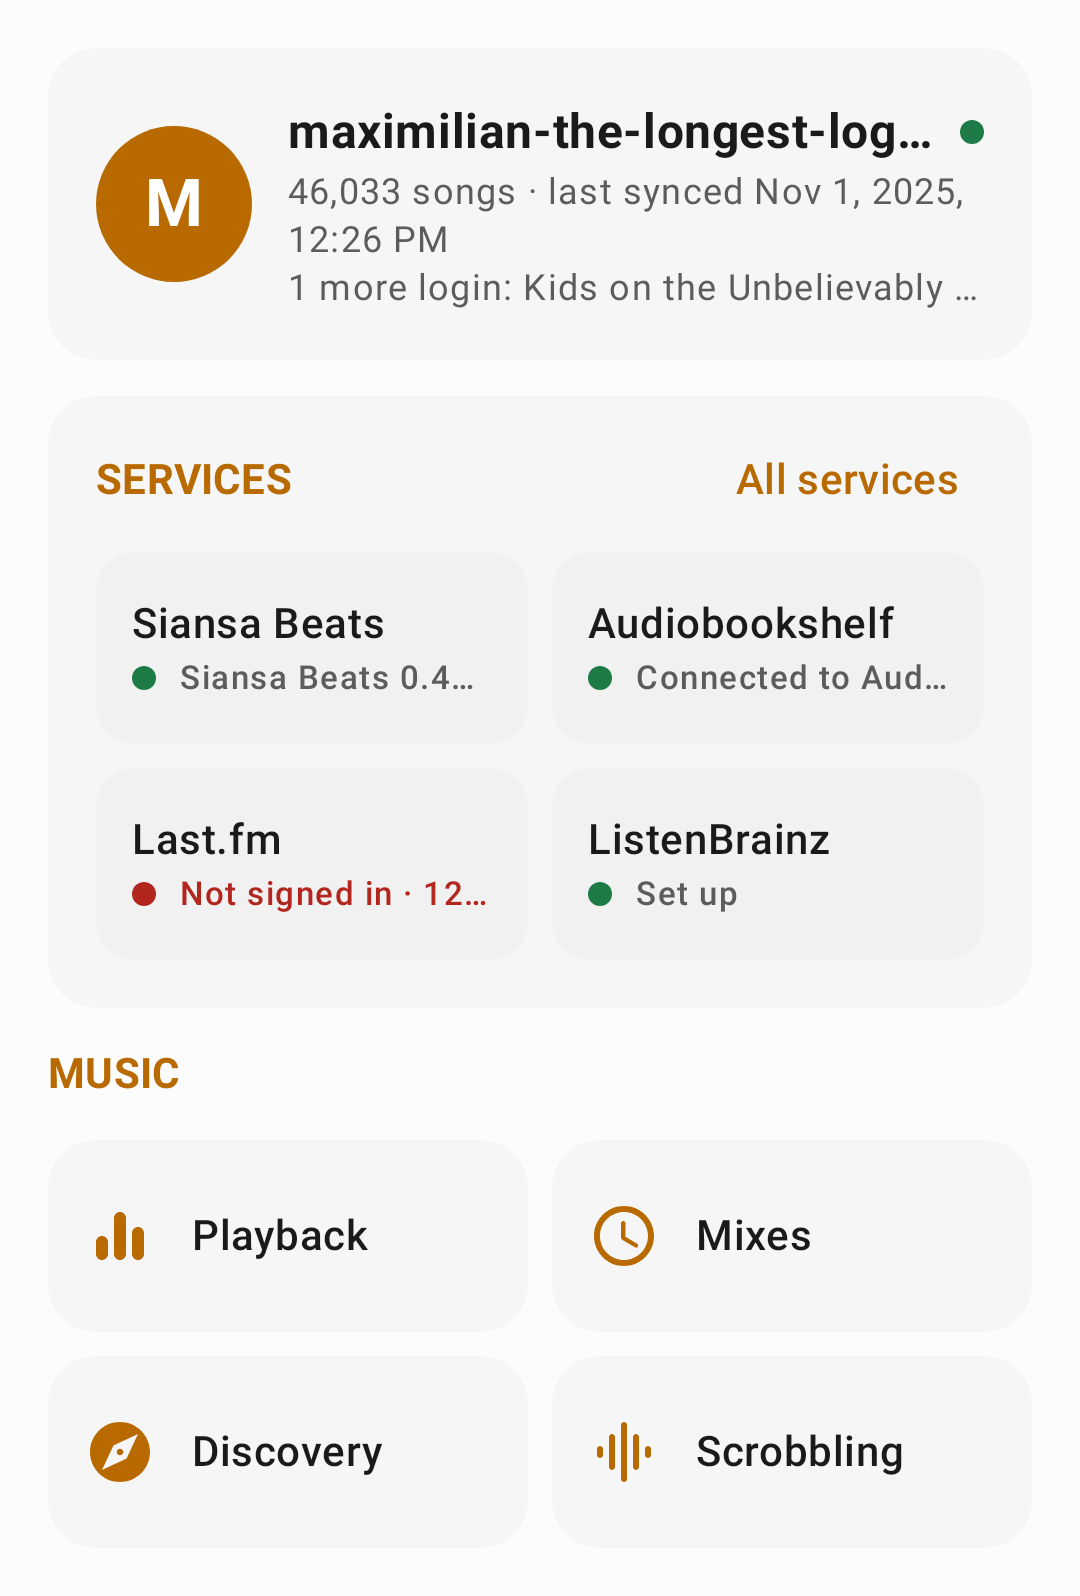 M
maximilian-the-longest-log…
46,033 songs · last synced Nov 1, 2025,
12:26 PM
1 more login: Kids on the Unbelievably …
SERVICES
All services
Siansa Beats
Siansa Beats 0.4…
Audiobookshelf
Connected to Aud…
Last.fm
Not signed in · 12…
ListenBrainz
Set up
MUSIC
Playback
Mixes
Discovery
Scrobbling